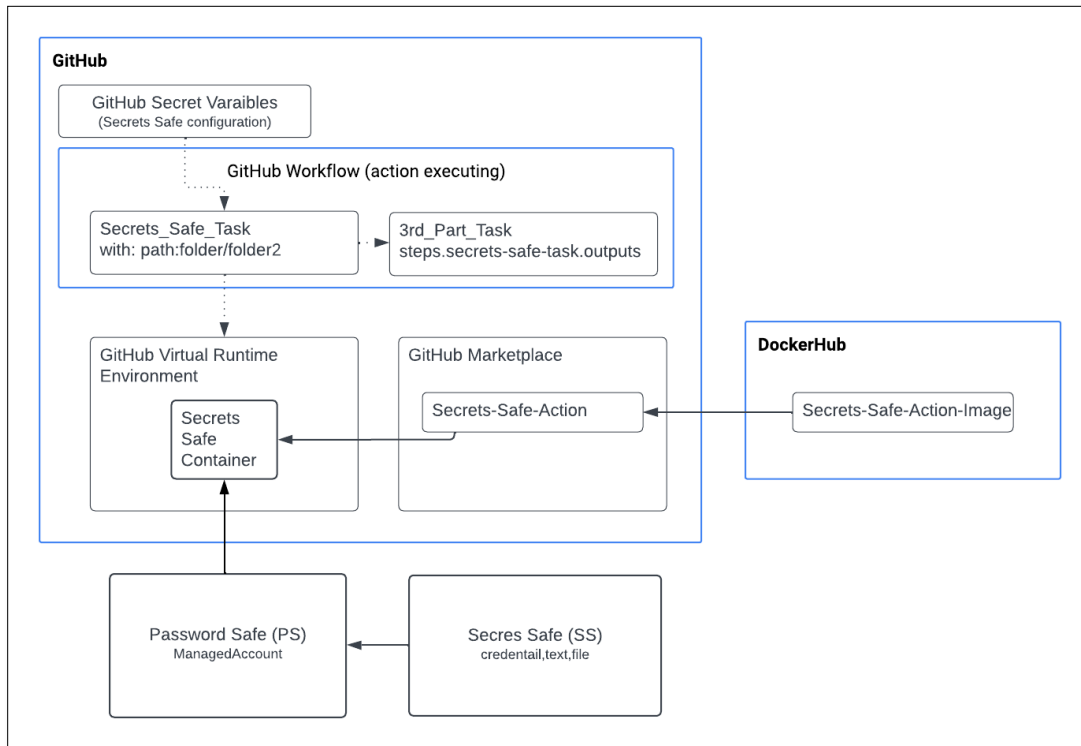 GitHub
GitHub Secret Varaibles
(Secrets Safe configuration)
GitHub Workflow (action executing)
Secrets_Safe_Task
with: path:folder/folder2
3rd_Part_Task
steps.secrets-safe-task.outputs
GitHub Virtual Runtime
Environment
Secrets
Safe
Container
GitHub Marketplace
Secrets-Safe-Action
DockerHub
Secrets-Safe-Action-Image
Password Safe (PS)
ManagedAccount
Secres Safe (SS)
credentail,text,file